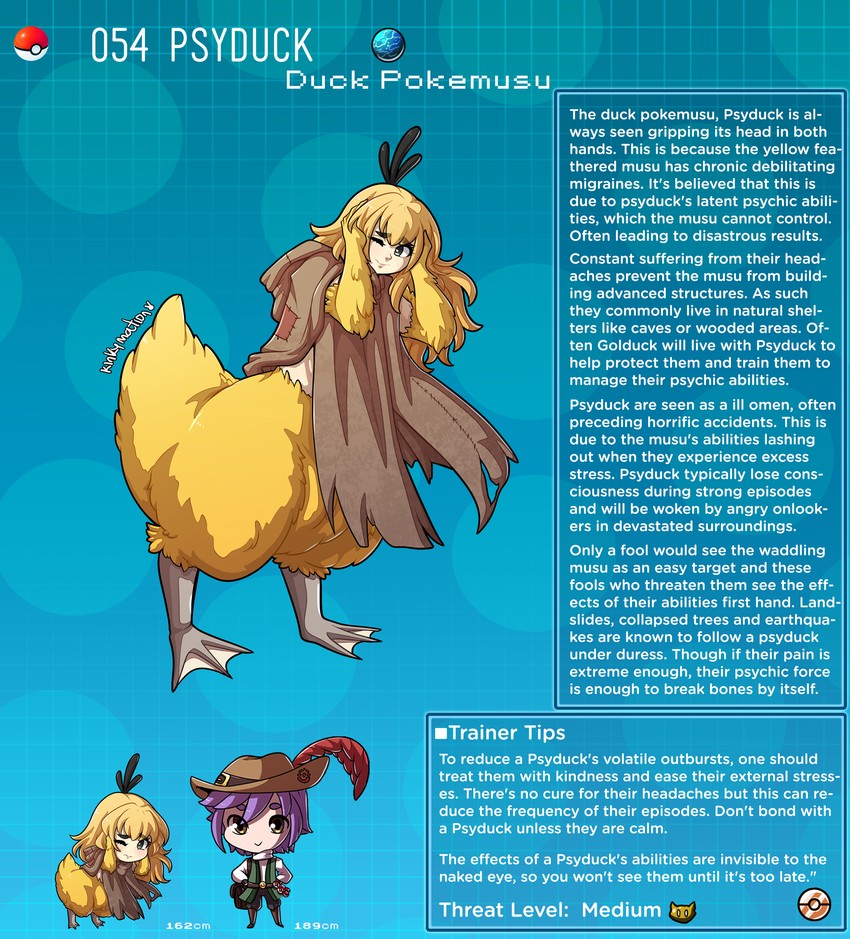 054 PSYDUCK
Duck Pokemusu
The duck pokemusu, Psyduck is al-
ways seen gripping its head in both
hands. This is because the yellow fea-
thered musu has chronic debilitating
migraines. It's believed that this is
due to psyduck's latent psychic abili-
ties, which the musu cannot control.
Often leading to disastrous results.
Constant suffering from their head-
aches prevent the musu from build-
ing advanced structures. As such
they commonly live in natural shel-
ters like caves or wooded areas. Of-
ten Golduck will live with Psyduck to
help protect them and train them to
manage their psychic abilities.
Psyduck are seen as a ill omen, often
preceding horrific accidents. This is
due to the musu's abilities lashing
out when they experience excess
stress. Psyduck typically lose cons-
ciousness during strong episodes
and will be woken by angry onlook-
ers in devastated surroundings.
Only a fool would see the waddling
musu as an easy target and these
fools who threaten them see the eff-
ects of their abilities first hand. Land-
slides, collapsed trees and earthqua-
kes are known to follow a psyduck
under duress. Though if their pain is
extreme enough, their psychic force
is enough to break bones by itself.
kinkymation
Trainer Tips
To reduce a Psyduck's volatile outbursts, one should
treat them with kindness and ease their external stress-
es. There's no cure for their headaches but this can re-
duce the frequency of their episodes. Don't bond with
a Psyduck unless they are calm.
The effects of a Psyduck's abilities are invisible to the
naked eye, so you won't see them until it's too late."
Threat Level: Medium
162cm
189cm